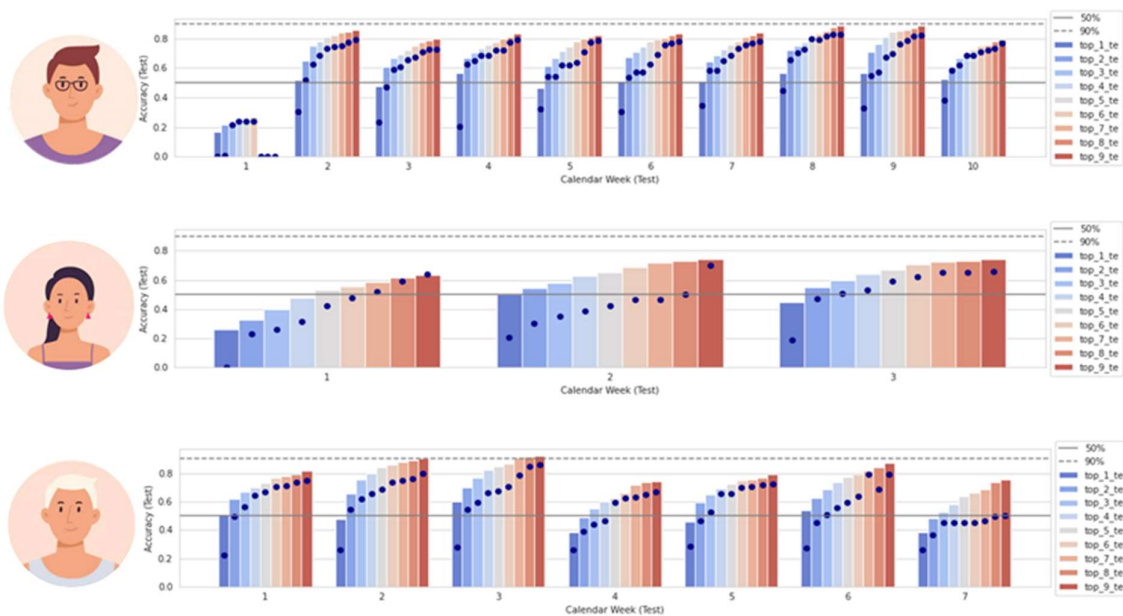 Accuracy (Test)
0.0
0.2
0.4
0.6
0.8
1 2 3 4 5 6 7 8 9 10
Calendar Week (Test)
50%
90%
top_1_te
top_2_te
top_3_te
top_4_te
top_5_te
top_6_te
top_7_te
top_8_te
top_9_te
Accuracy (Test)
0.0
0.2
0.4
0.6
0.8
1 2 3
Calendar Week (Test)
50%
90%
top_1_te
top_2_te
top_3_te
top_4_te
top_5_te
top_6_te
top_7_te
top_8_te
top_9_te
Accuracy (Test)
0.0
0.2
0.4
0.6
0.8
1 2 3 4 5 6 7
Calendar Week (Test)
50%
90%
top_1_te
top_2_te
top_3_te
top_4_te
top_5_te
top_6_te
top_7_te
top_8_te
top_9_te